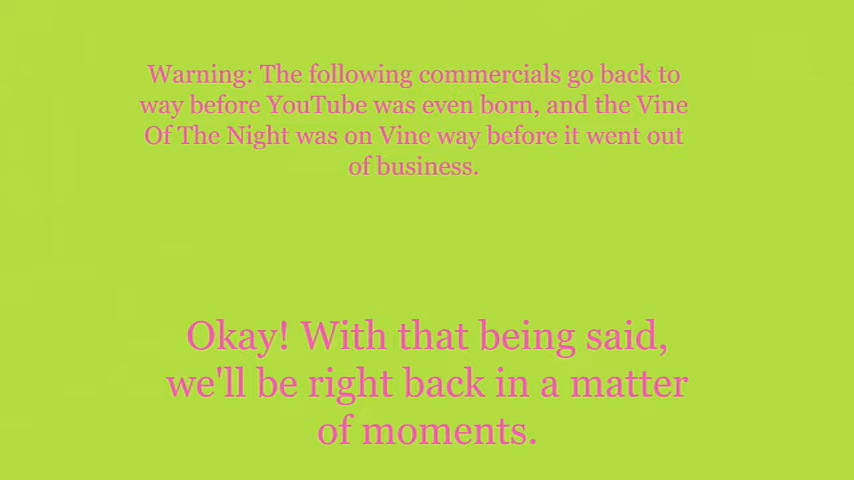 Warning: The following commercials go back to
way before YouTube was even born, and the Vine
Of The Night was on Vine way before it went out
of business.
Okay! With that being said,
we'll be right back in a matter
of moments.